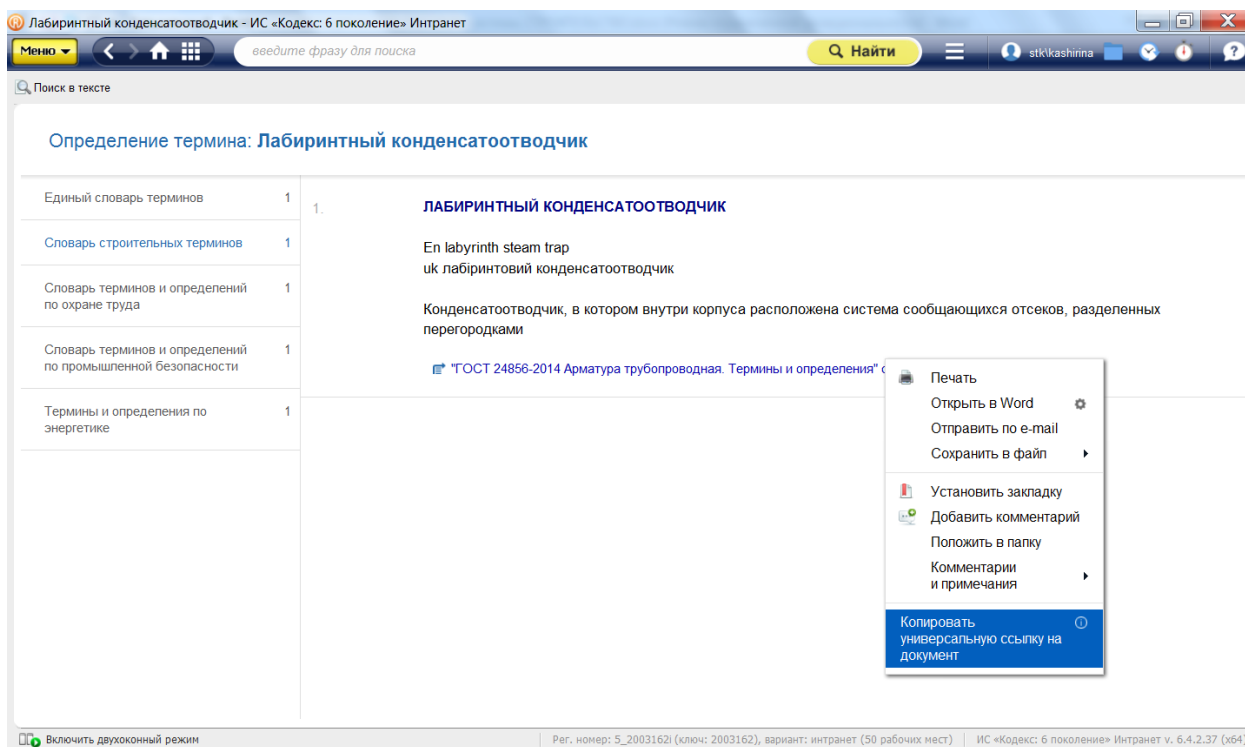 Лабиринтный конденсатоотводчик - ИС «Кодекс: 6 поколение» Интранет
Меню
введите фразу для поиска
Найти
stk\kashirina
Поиск в тексте
Определение термина: Лабиринтный конденсатоотводчик
Единый словарь терминов 1
Словарь строительных терминов 1
Словарь терминов и определений 1
по охране труда
Словарь терминов и определений 1
по промышленной безопасности
Термины и определения по 1
энергетике
1.
ЛАБИРИНТНЫЙ КОНДЕНСАТООТВОДЧИК
En labyrinth steam trap
uk лабіринтовий конденсатоотводчик
Конденсатоотводчик, в котором внутри корпуса расположена система сообщающихся отсеков, разделенных
перегородками
"ГОСТ 24856-2014 Арматура трубопроводная. Термины и определения"
Печать
Открыть в Word
Отправить по e-mail
Сохранить в файл
Установить закладку
Добавить комментарий
Положить в папку
Комментарии
и примечания
Копировать
универсальную ссылку на
документ
Включить двухоконный режим
Рег. номер: 5_2003162i (ключ: 2003162), вариант: интранет (50 рабочих мест)
ИС «Кодекс: 6 поколение» Интранет v. 6.4.2.37 (x64)